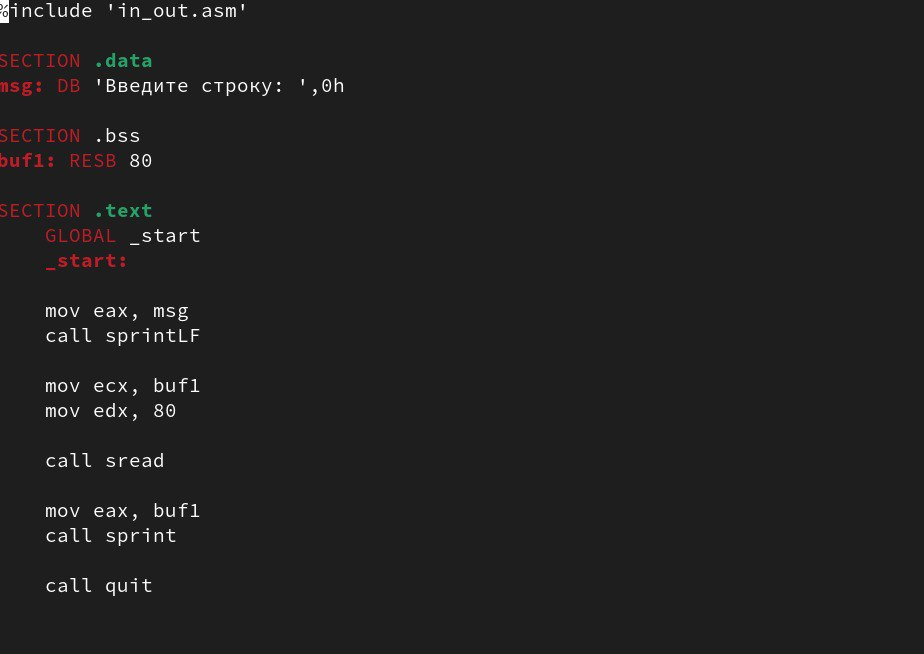 %include 'in_out.asm'
SECTION .data
msg: DB 'Введите строку: ',0h
SECTION .bss
buf1: RESB 80
SECTION .text
GLOBAL _start
_start:
mov eax, msg
call sprintLF
mov ecx, buf1
mov edx, 80
call sread
mov eax, buf1
call sprint
call quit